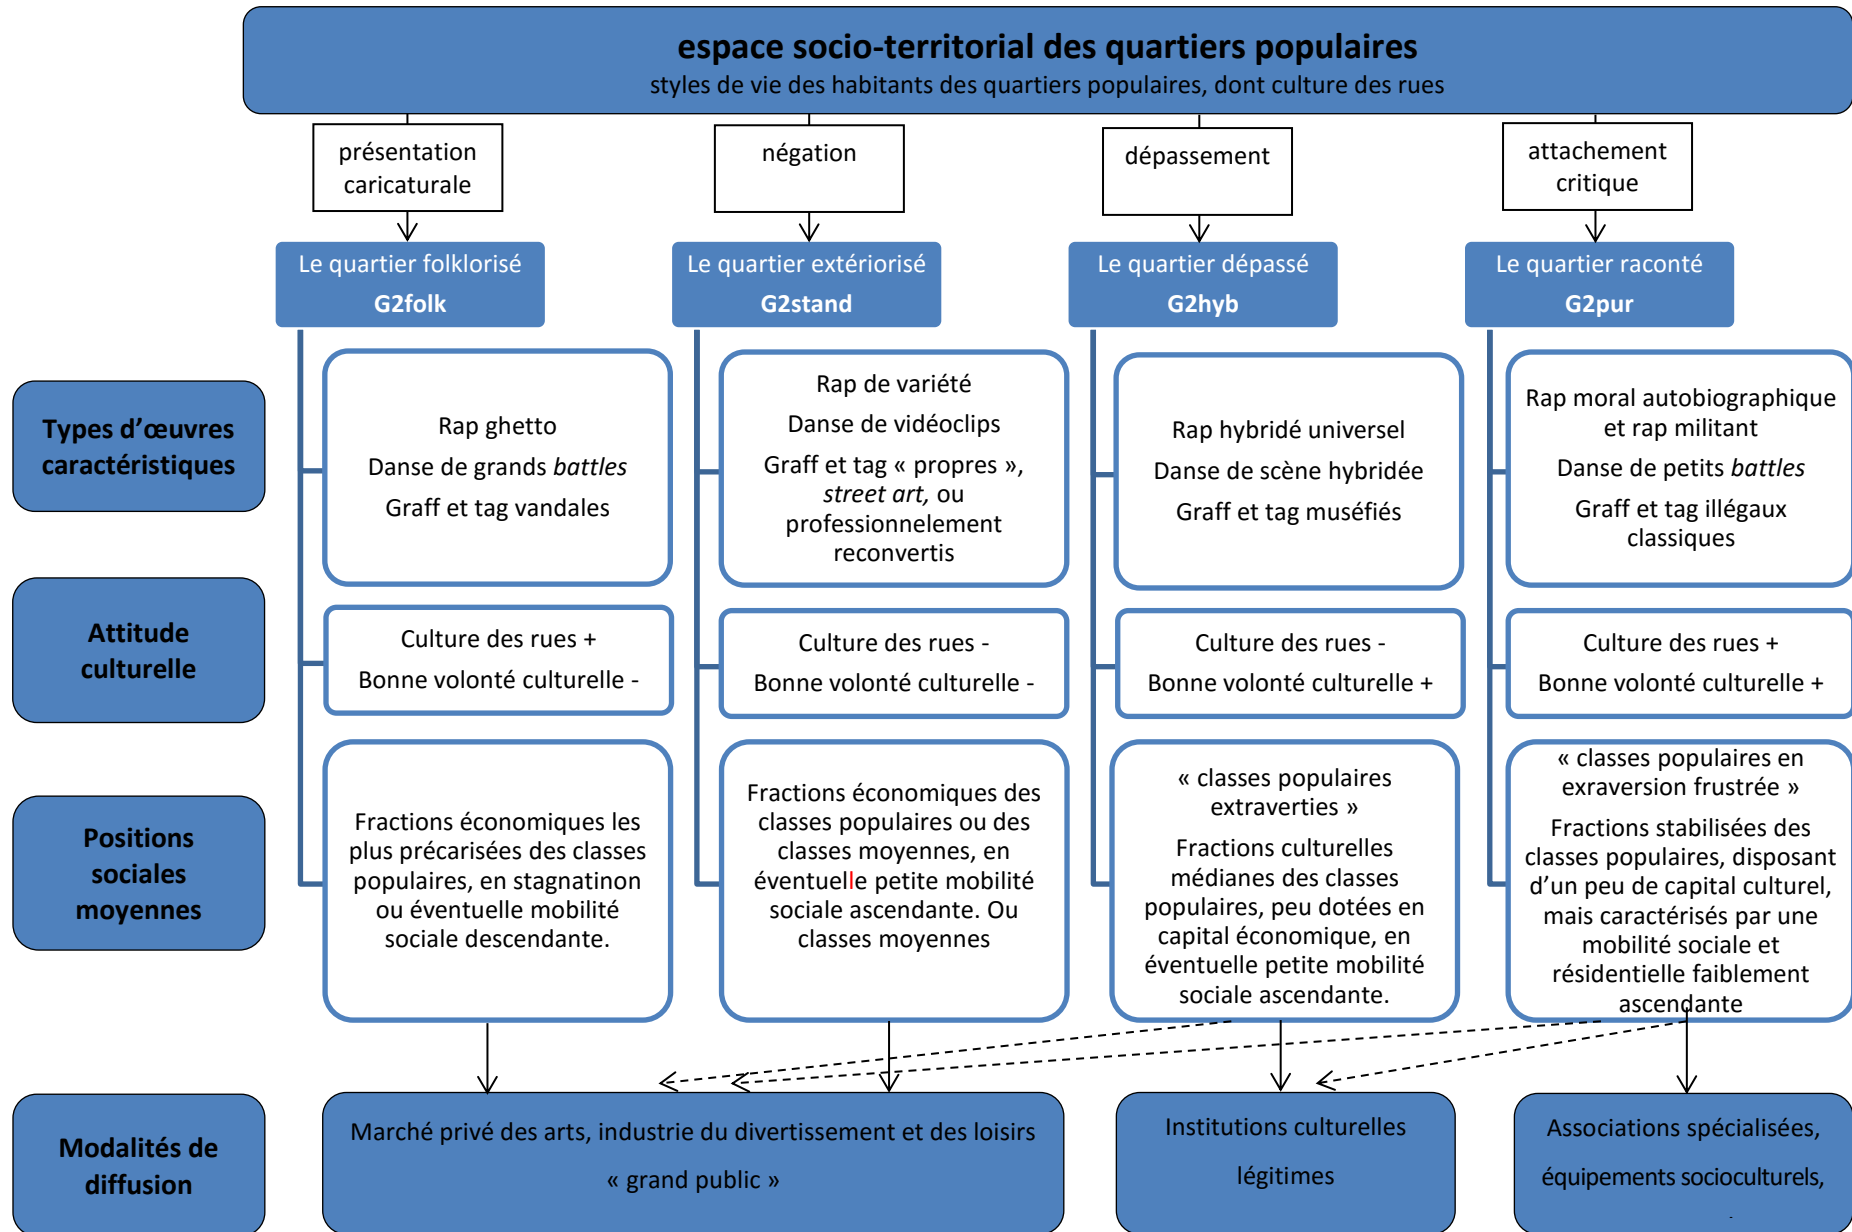 espace socio-territorial des quartiers populaires
styles de vie des habitants des quartiers populaires, dont culture des rues
présentation
caricaturale
négation
dépassement
attachement
critique
Le quartier folklorisé
G2folk
Le quartier extériorisé
G2stand
Le quartier dépassé
G2hyb
Le quartier raconté
G2pur
Types d’œuvres
caractéristiques
Rap ghetto
Danse de grands battles
Graff et tag vandales
Rap de variété
Danse de vidéoclips
Graff et tag « propres »,
street art, ou
professionnelement
reconvertis
Rap hybridé universel
Danse de scène hybridée
Graff et tag muséfiés
Rap moral autobiographique
et rap militant
Danse de petits battles
Graff et tag illégaux
classiques
Attitude
culturelle
Culture des rues +
Bonne volonté culturelle -
Culture des rues -
Bonne volonté culturelle -
Culture des rues -
Bonne volonté culturelle +
Culture des rues +
Bonne volonté culturelle +
Positions
sociales
moyennes
Fractions économiques les
plus précarisées des classes
populaires, en stagnatinon
ou éventuelle mobilité
sociale descendante.
Fractions économiques des
classes populaires ou des
classes moyennes, en
éventuelle petite mobilité
sociale ascendante. Ou
classes moyennes
« classes populaires
extraverties »
Fractions culturelles
médianes des classes
populaires, peu dotées en
capital économique, en
éventuelle petite mobilité
sociale ascendante.
« classes populaires en
exraversion frustrée »
Fractions stabilisées des
classes populaires, disposant
d’un peu de capital culturel,
mais caractérisés par une
mobilité sociale et
résidentielle faiblement
ascendante
Modalités de
diffusion
Marché privé des arts, industrie du divertissement et des loisirs
« grand public »
Institutions culturelles
légitimes
Associations spécialisées,
équipements socioculturels,